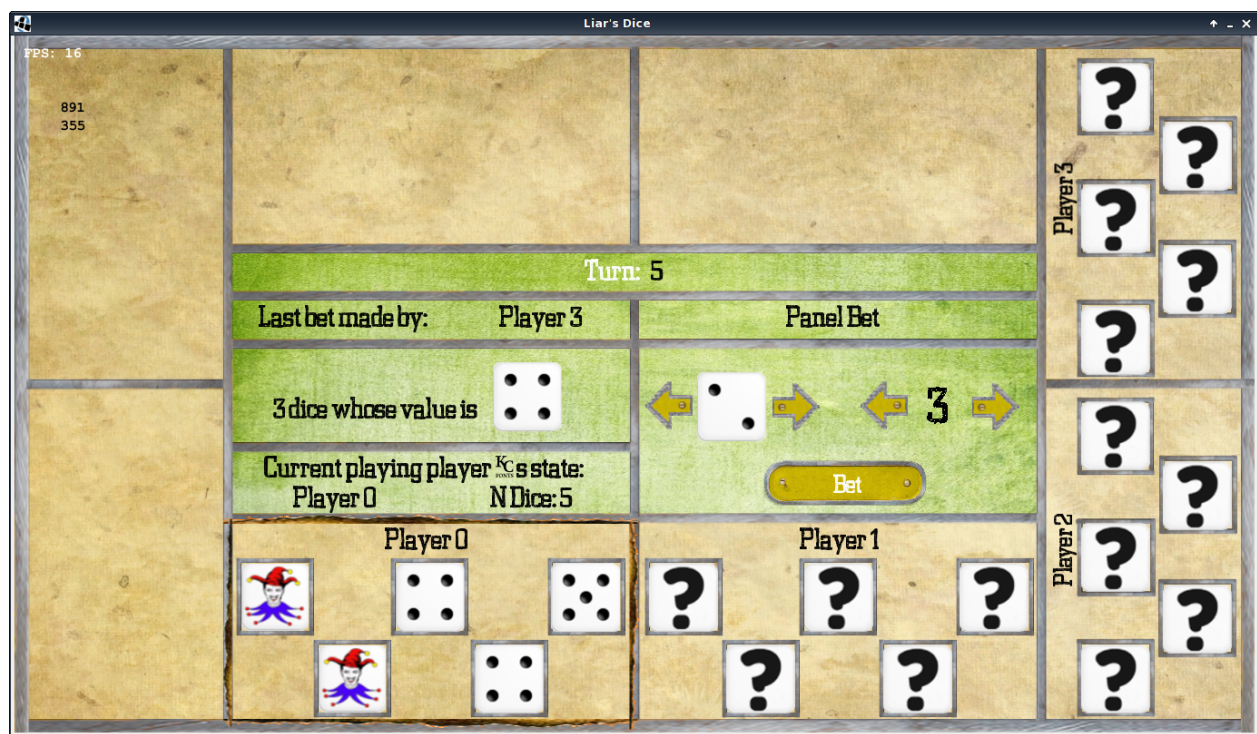 Liar's Dice
FPS: 16
891
355
Turn: 5
Last bet made by: Player 3
Panel Bet
3 dice whose value is
3
Current playing player KC FONTS s state:
Player 0 N Dice: 5
Bet
Player 0
Player 1
Player 3
Player 2
? ? ? ? ?
? ? ? ? ?
? ? ? ? ?